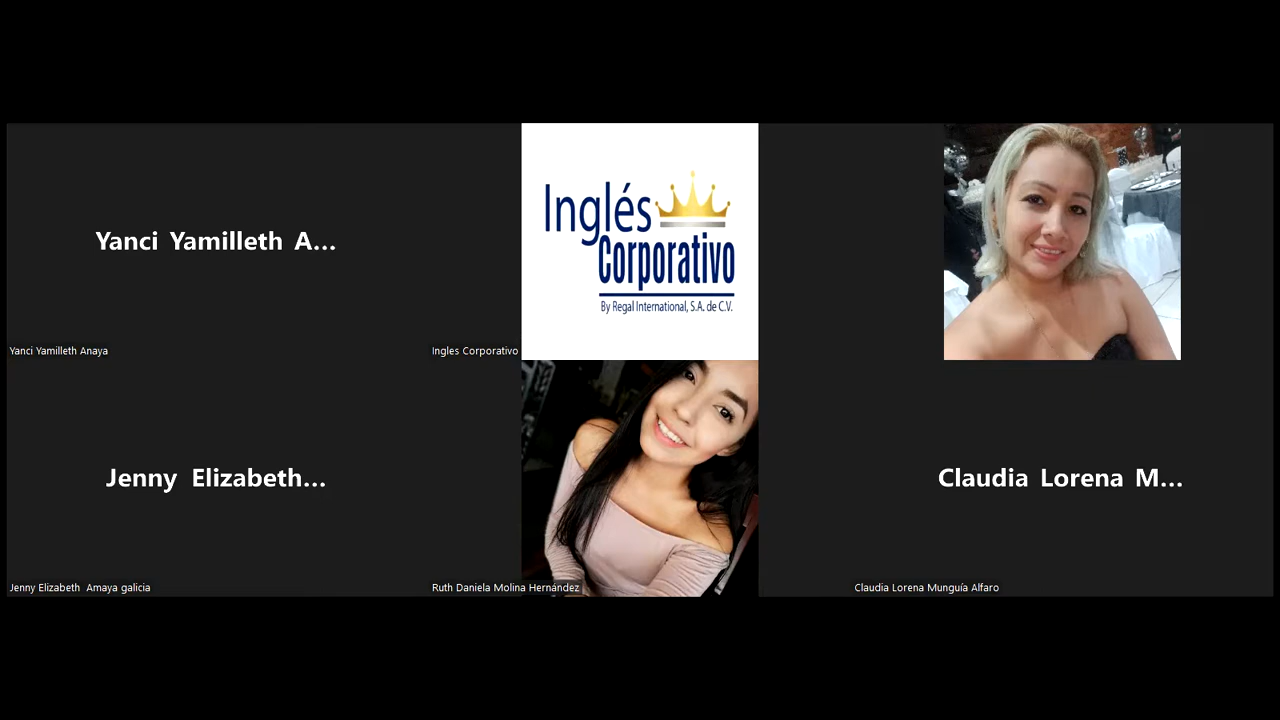 Yanci Yamilleth A...
Yanci Yamilleth Anaya
Inglés
Corporativo
By Regal International, S.A. de C.V.
Ingles Corporativo
Jenny Elizabeth...
Jenny Elizabeth Amaya galicia
Ruth Daniela Molina Hernández
Claudia Lorena M...
Claudia Lorena Munguía Alfaro